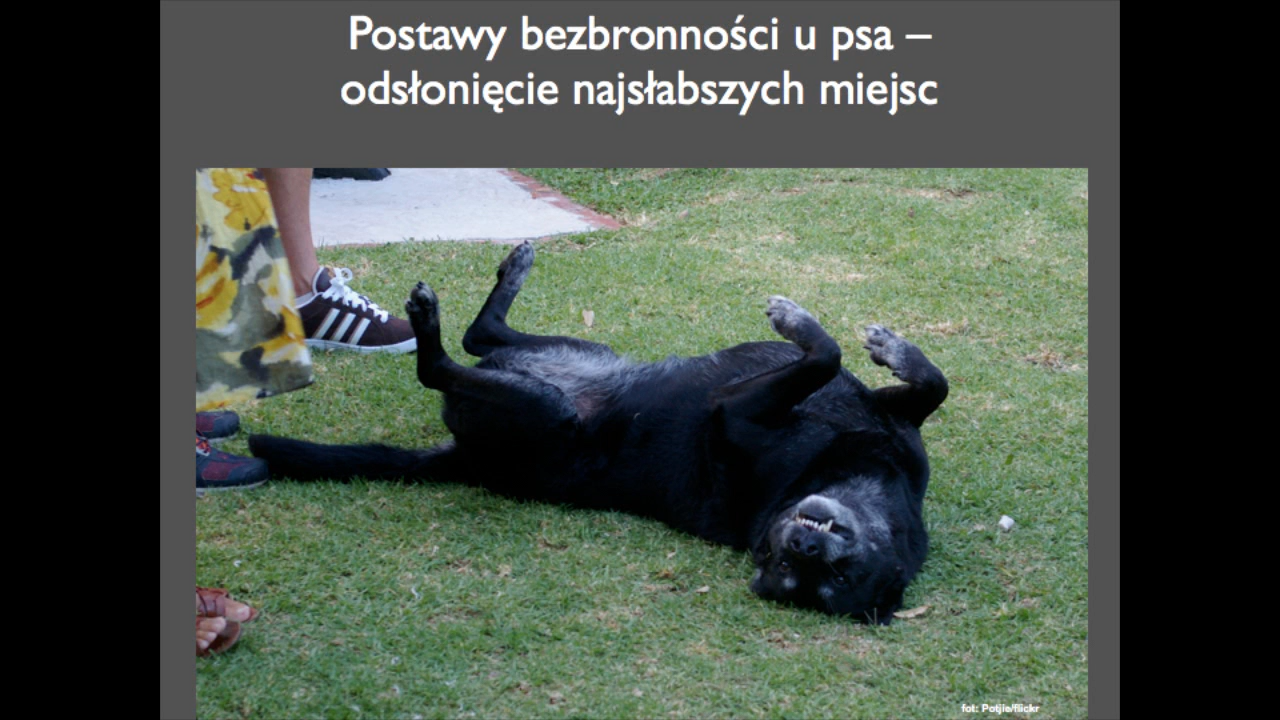 Postawy bezbronności u psa –
odsłonięcie najsłabszych miejsc
fot: Potjie/flickr